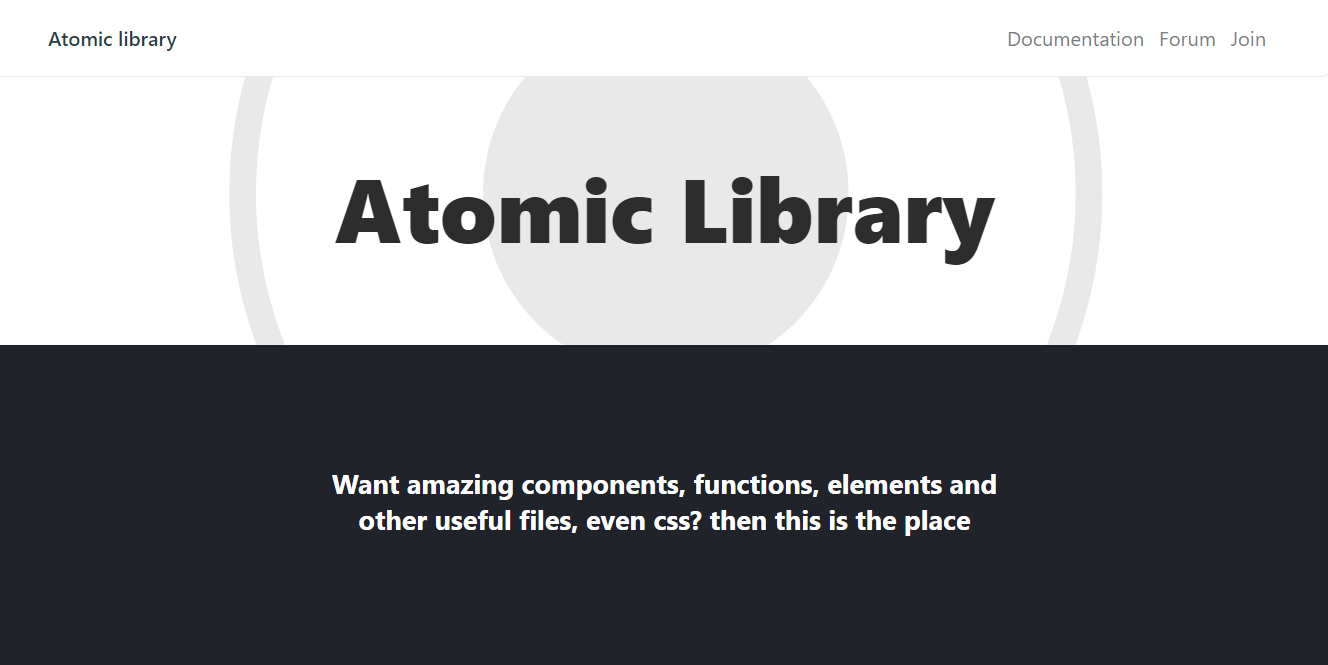 Atomic library
Documentation Forum Join
Atomic Library
Want amazing components, functions, elements and
other useful files, even css? then this is the place